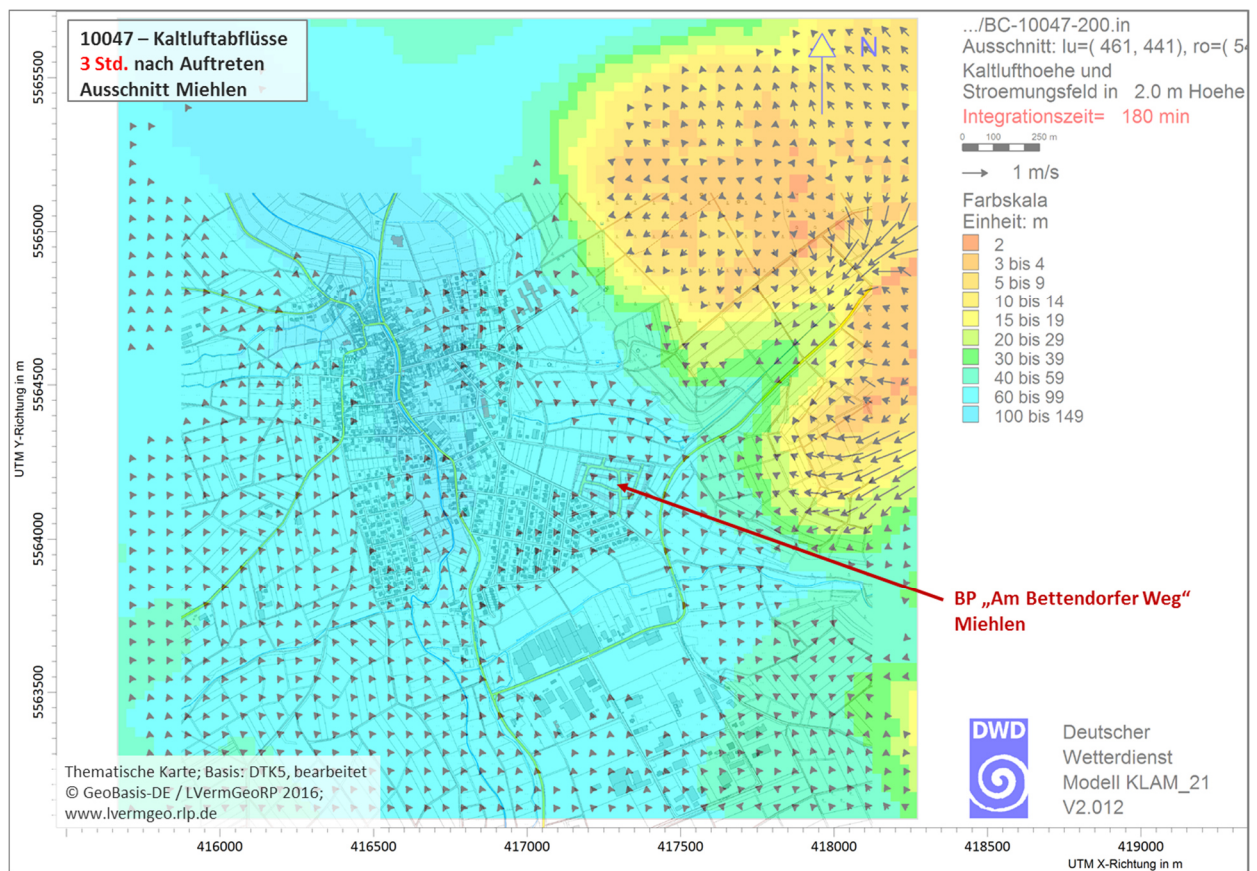 10047 – Kaltluftabflüsse
3 Std. nach Auftreten
Ausschnitt Miehlen
N
.../BC-10047-200.in
Ausschnitt: lu=( 461, 441), ro=( 54
Kaltlufthoehe und
Stroemungsfeld in 2.0 m Hoehe
Integrationszeit= 180 min
0 100 250 m
1 m/s
Farbskala
Einheit: m
2
3 bis 4
5 bis 9
10 bis 14
15 bis 19
20 bis 29
30 bis 39
40 bis 59
60 bis 99
100 bis 149
BP „Am Bettendorfer Weg“
Miehlen
DWD
Deutscher
Wetterdienst
Modell KLAM_21
V2.012
Thematische Karte; Basis: DTK5, bearbeitet
© GeoBasis-DE / LVermGeoRP 2016;
www.lvermgeo.rlp.de
UTM Y-Richtung in m
5565500
5565000
5564500
5564000
5563500
416000 416500 417000 417500 418000 418500 419000
UTM X-Richtung in m